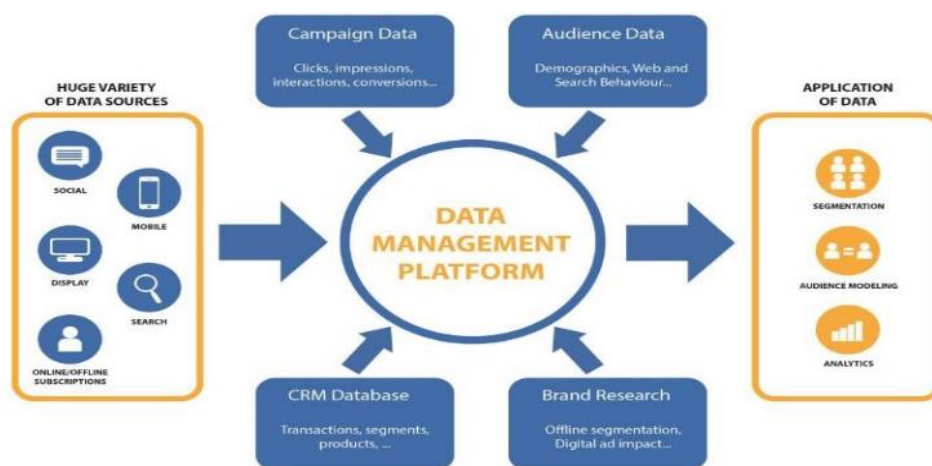 Campaign Data
Clicks, impressions,
interactions, conversions...
Audience Data
Demographics, Web and
Search Behaviour...
HUGE VARIETY
OF DATA SOURCES
SOCIAL
MOBILE
DISPLAY
SEARCH
ONLINE/OFFLINE
SUBSCRIPTIONS
DATA
MANAGEMENT
PLATFORM
APPLICATION
OF DATA
SEGMENTATION
AUDIENCE MODELING
ANALYTICS
CRM Database
Transactions, segments,
products, ...
Brand Research
Offline segmentation,
Digital ad impact...